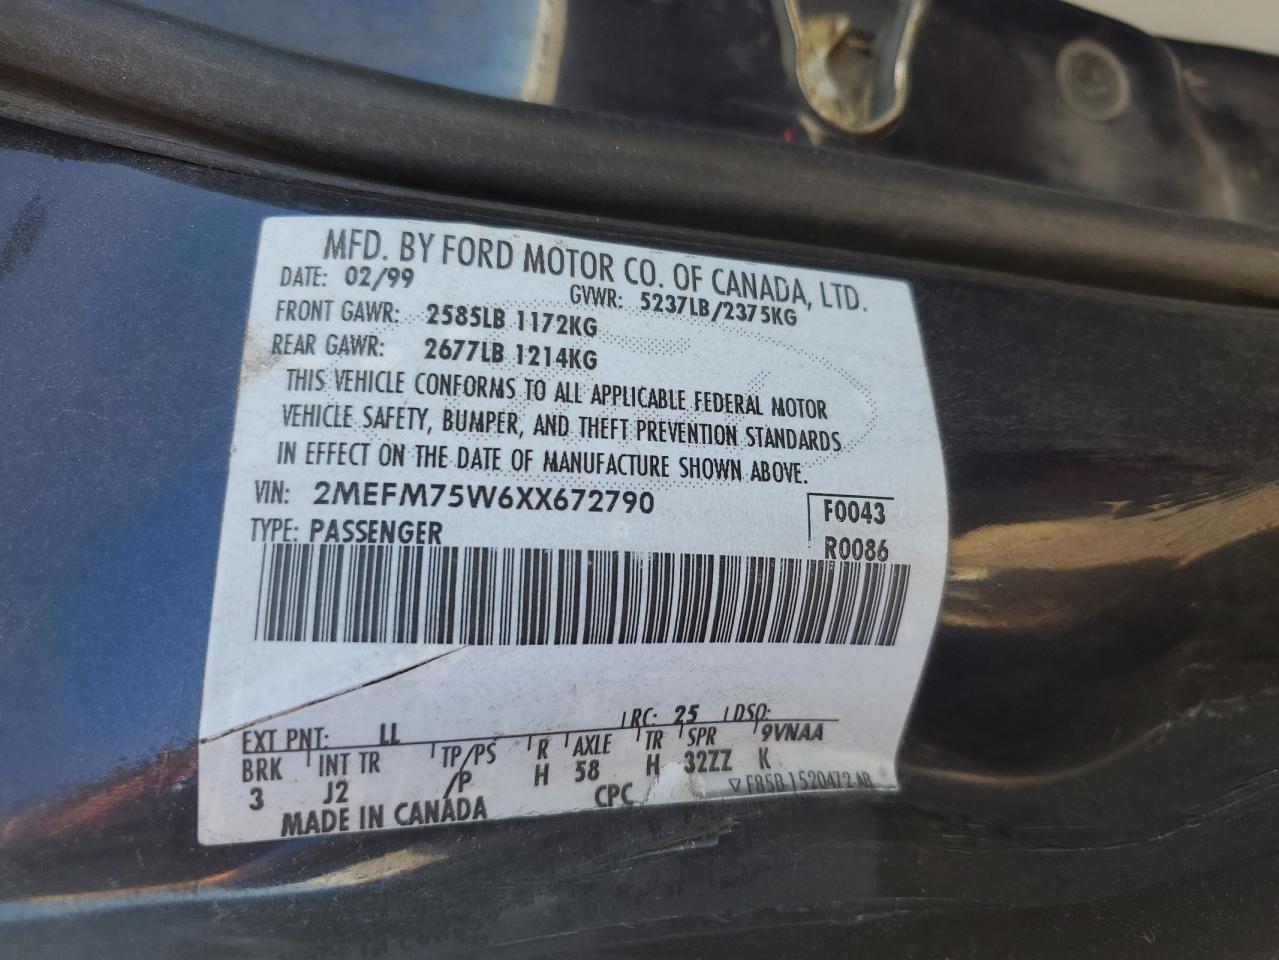 MFD. BY FORD MOTOR CO. OF CANADA, LTD.
DATE: 02/99 GVWR: 5237LB/2375KG
FRONT GAWR: 2585LB 1172KG
REAR GAWR: 2677LB 1214KG
THIS VEHICLE CONFORMS TO ALL APPLICABLE FEDERAL MOTOR
VEHICLE SAFETY, BUMPER, AND THEFT PREVENTION STANDARDS
IN EFFECT ON THE DATE OF MANUFACTURE SHOWN ABOVE.
VIN: 2MEFM75W6XX672790 F0043
TYPE: PASSENGER R0086
EXT PNT: LL RC: 25 DSO:
BRK INT TR TP/PS R AXLE TR SPR 9VNAA
3 J2 /P H 58 H 32ZZ K
MADE IN CANADA CPC F85B 1520472 AB